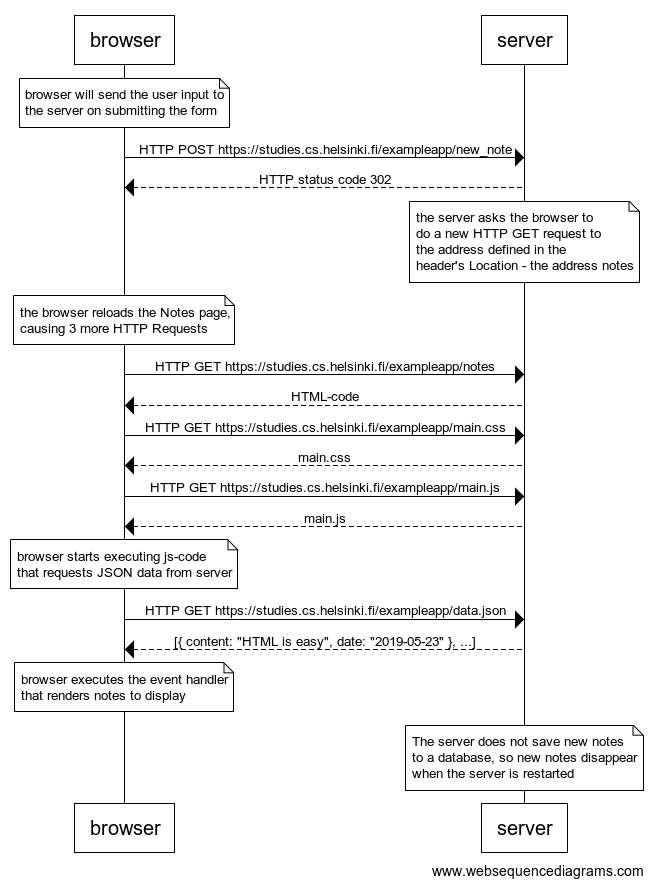 browser
server
browser will send the user input to
the server on submitting the form
HTTP POST https://studies.cs.helsinki.fi/exampleapp/new_note
HTTP status code 302
the server asks the browser to
do a new HTTP GET request to
the address defined in the
header's Location - the address notes
the browser reloads the Notes page,
causing 3 more HTTP Requests
HTTP GET https://studies.cs.helsinki.fi/exampleapp/notes
HTML-code
HTTP GET https://studies.cs.helsinki.fi/exampleapp/main.css
main.css
HTTP GET https://studies.cs.helsinki.fi/exampleapp/main.js
main.js
browser starts executing js-code
that requests JSON data from server
HTTP GET https://studies.cs.helsinki.fi/exampleapp/data.json
[{ content: "HTML is easy", date: "2019-05-23" }, ...]
browser executes the event handler
that renders notes to display
The server does not save new notes
to a database, so new notes disappear
when the server is restarted
browser
server
www.websequencediagrams.com